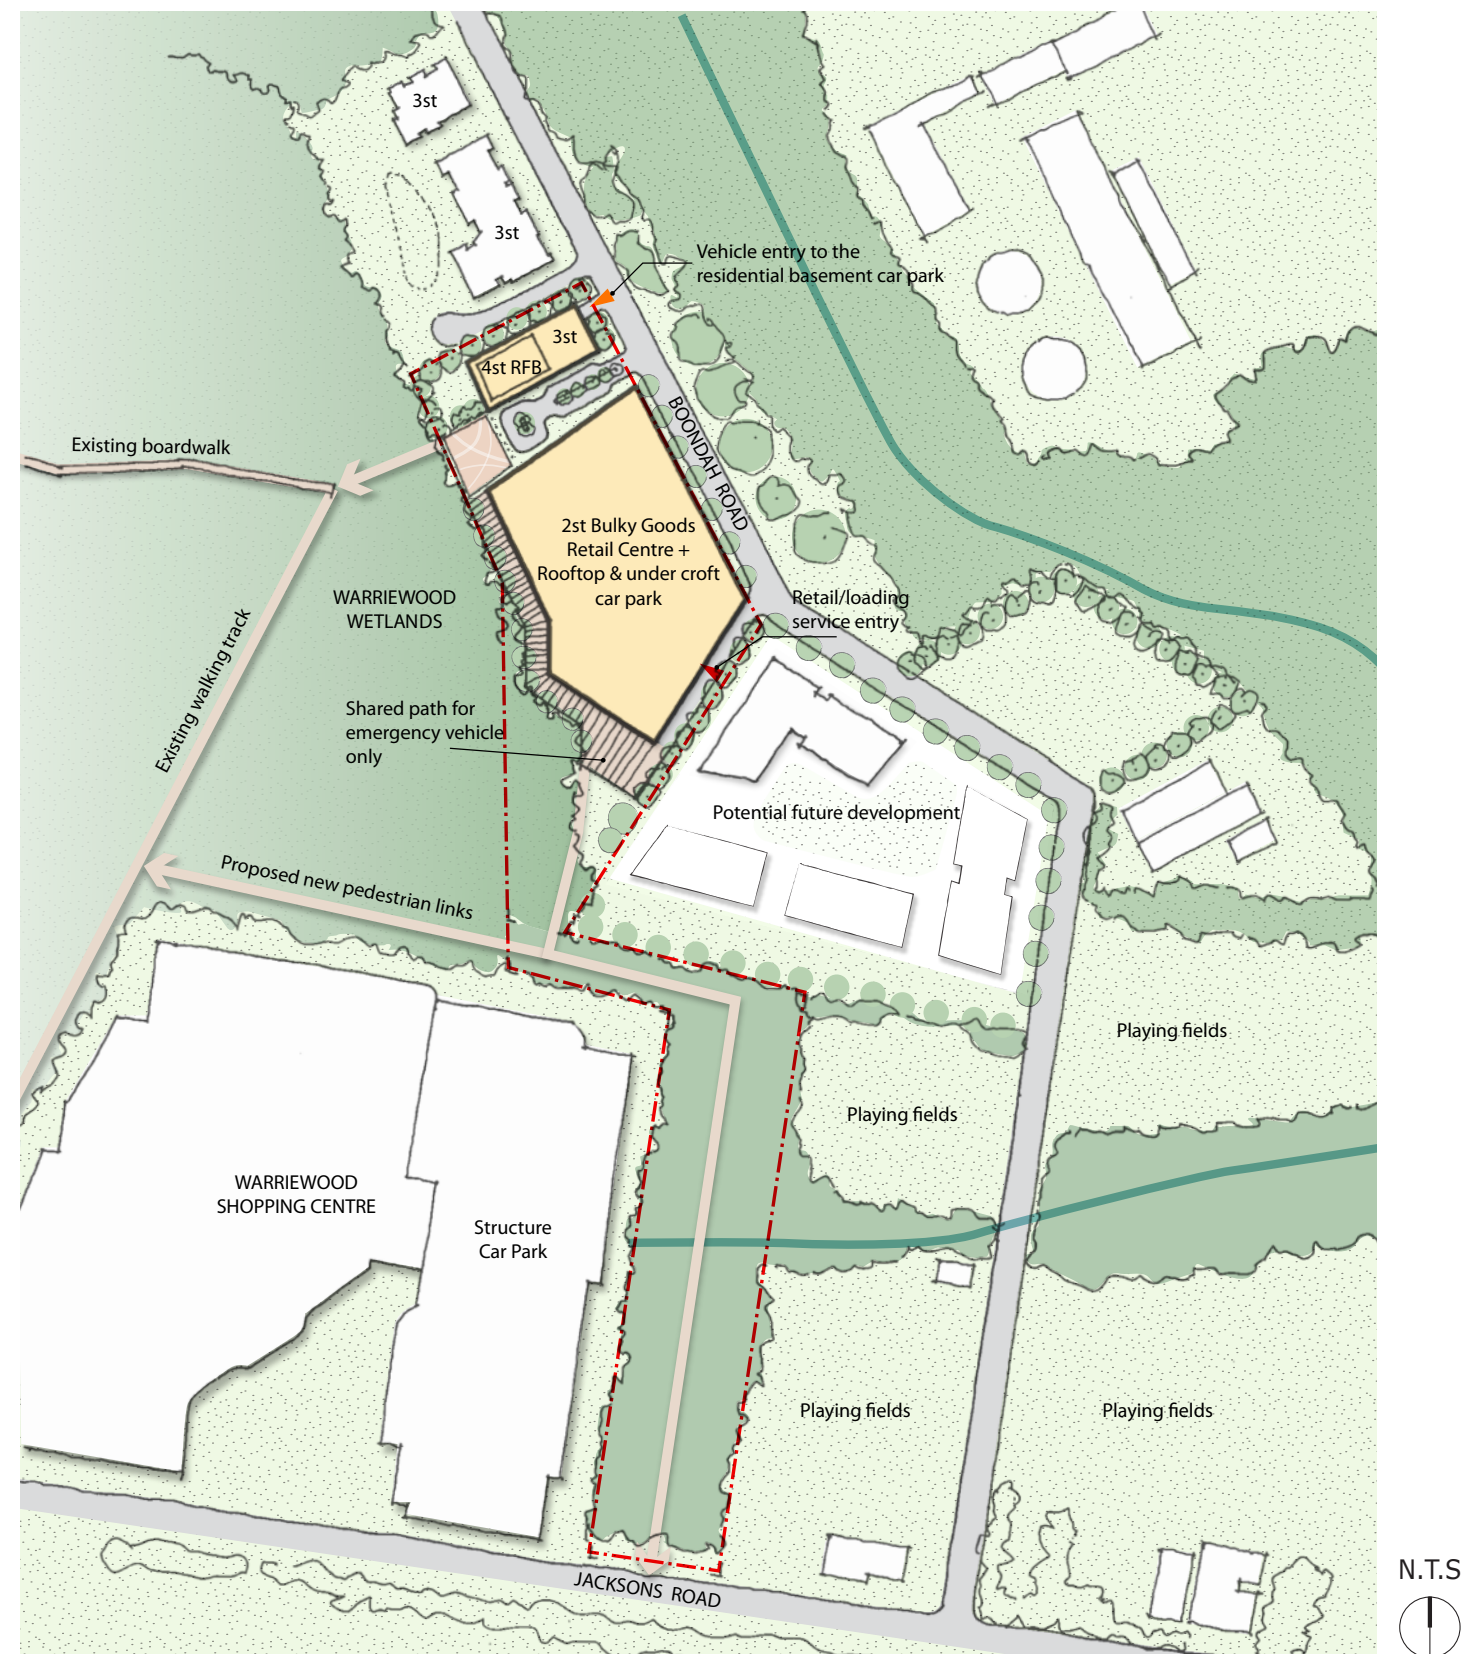 3st
3st
Vehicle entry to the
residential basement car park
3st
4st RFB
BOONDAH ROAD
Existing boardwalk
2st Bulky Goods
Retail Centre +
Rooftop & under croft
car park
WARRIEWOOD
WETLANDS
Retail/loading
service entry
Existing walking track
Shared path for
emergency vehicle
only
Potential future development
Proposed new pedestrian links
Playing fields
Playing fields
WARRIEWOOD
SHOPPING CENTRE
Structure
Car Park
Playing fields
Playing fields
JACKSONS ROAD
N.T.S